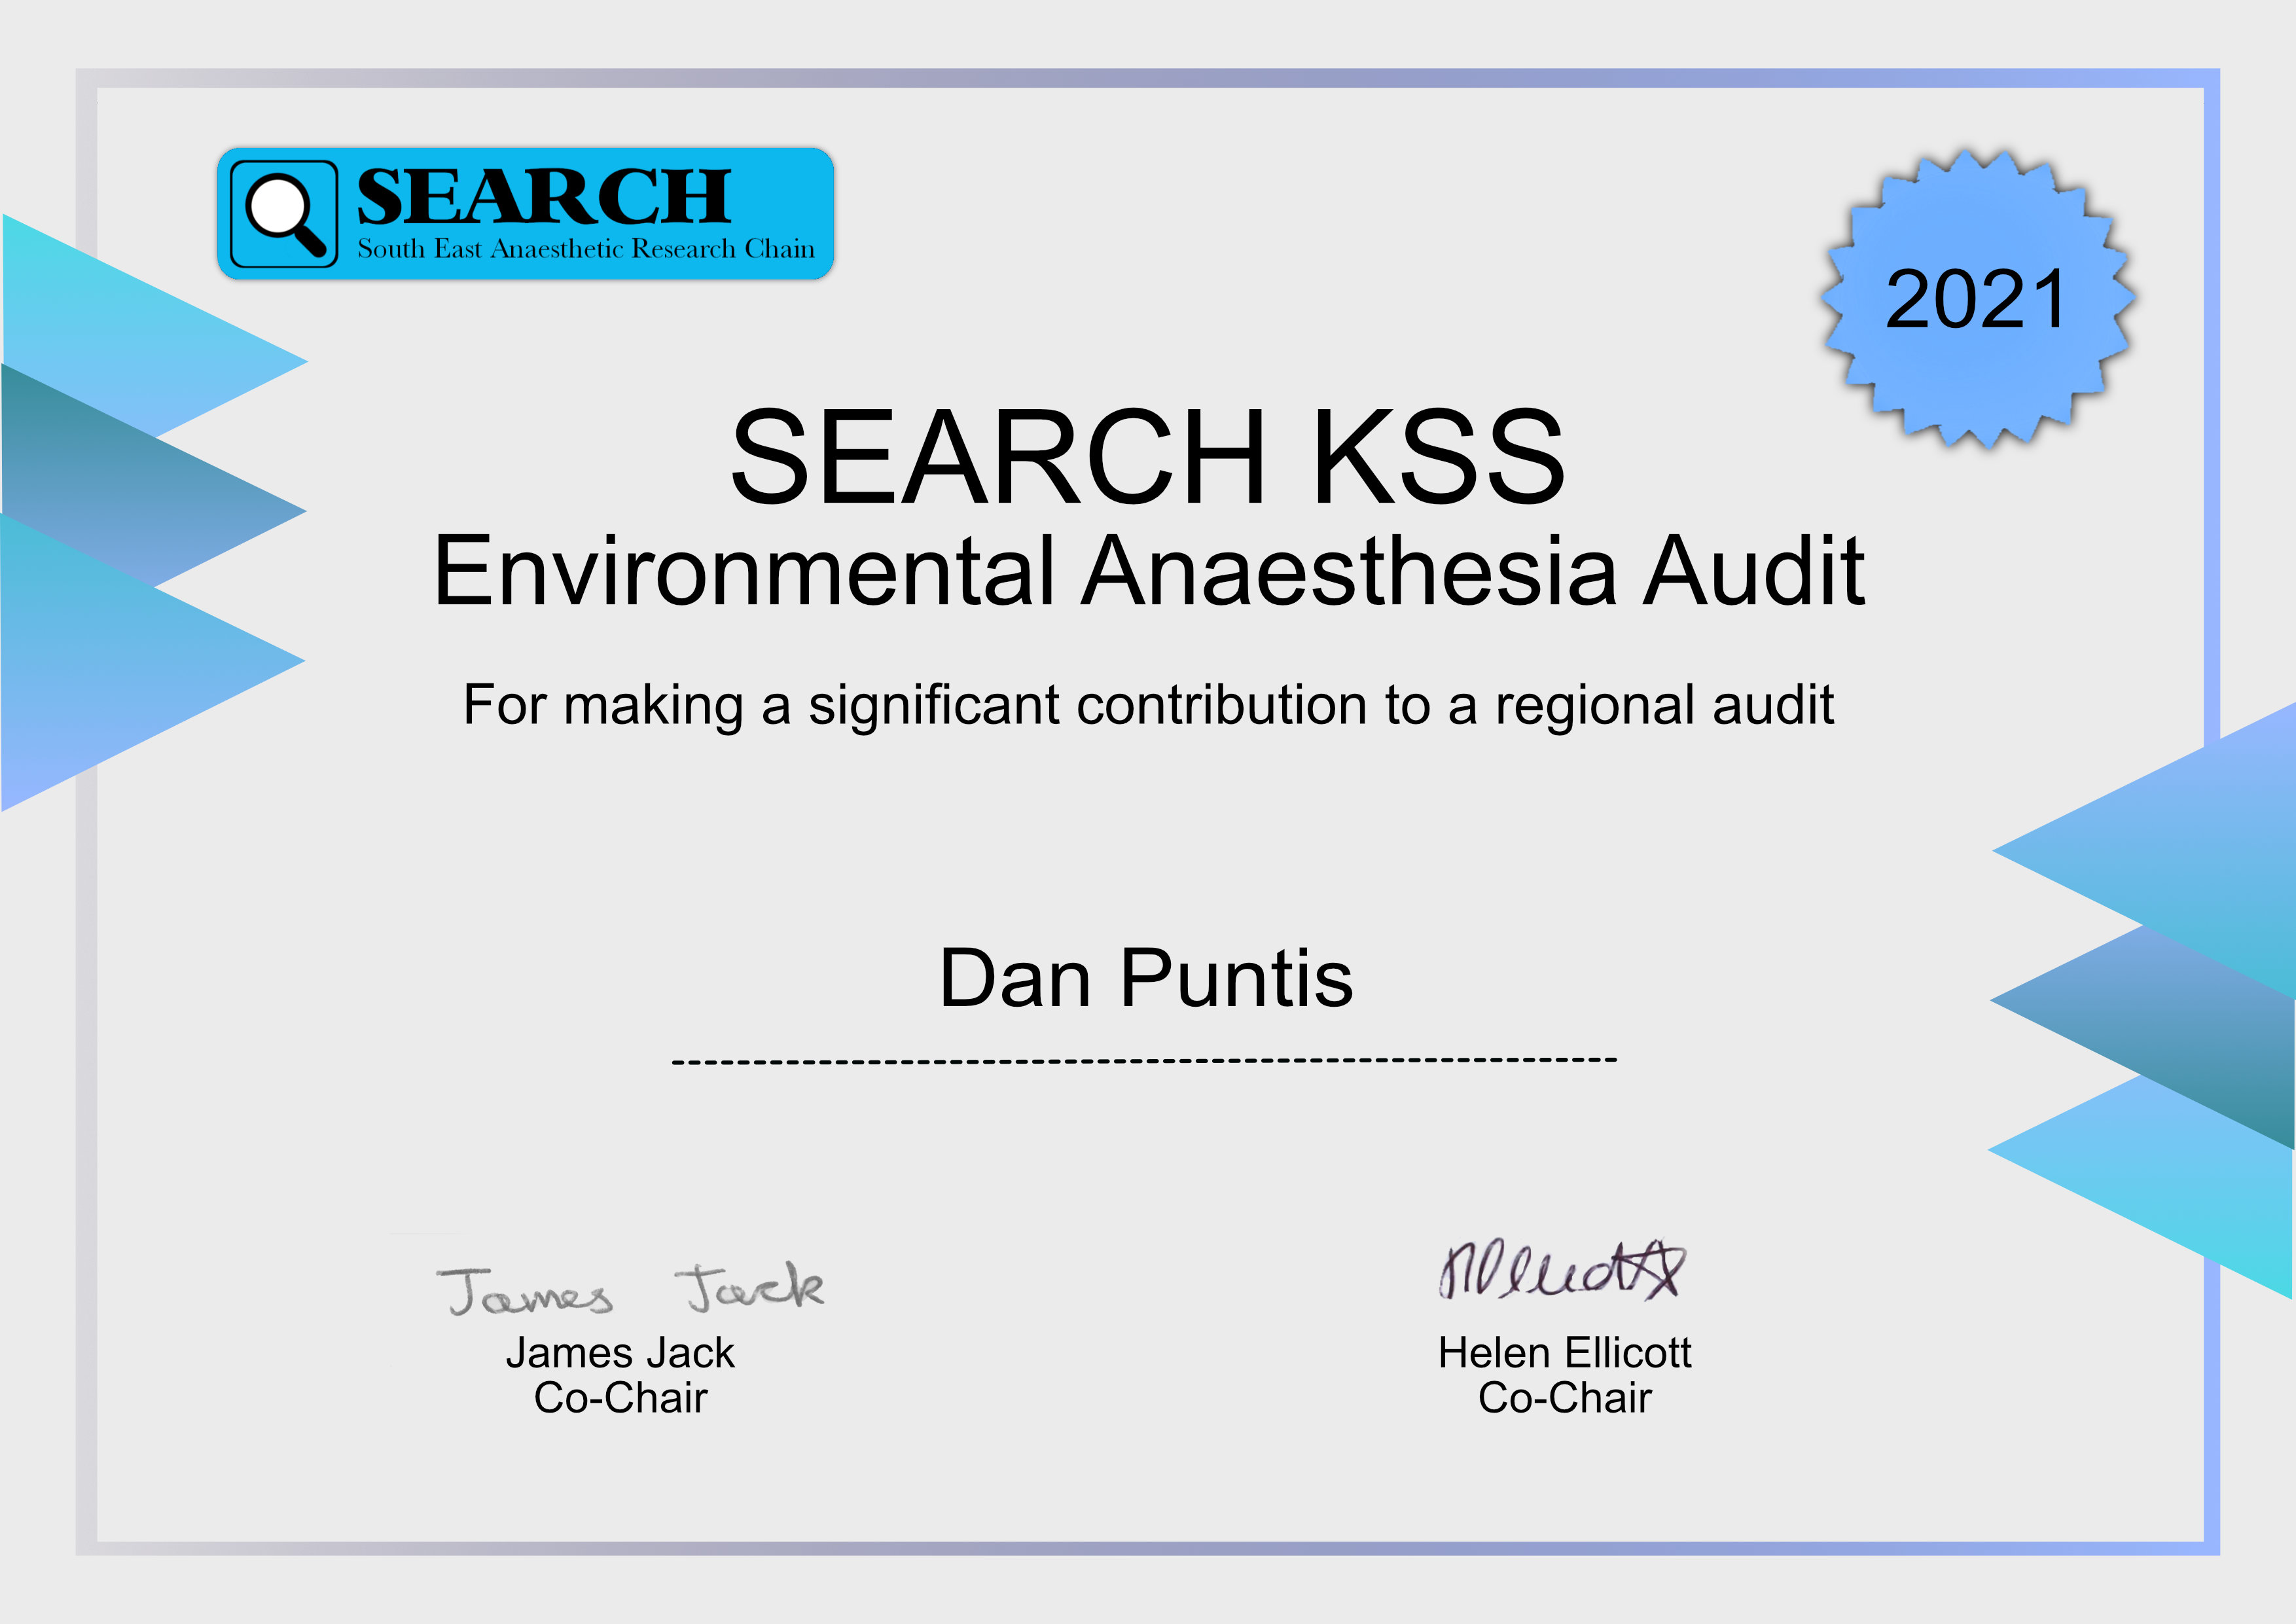 SEARCH
South East Anaesthetic Research Chain
2021
SEARCH KSS
Environmental Anaesthesia Audit
For making a significant contribution to a regional audit
Dan Puntis
James Jack
James Jack
Co-Chair
Helen Ellicott
Co-Chair